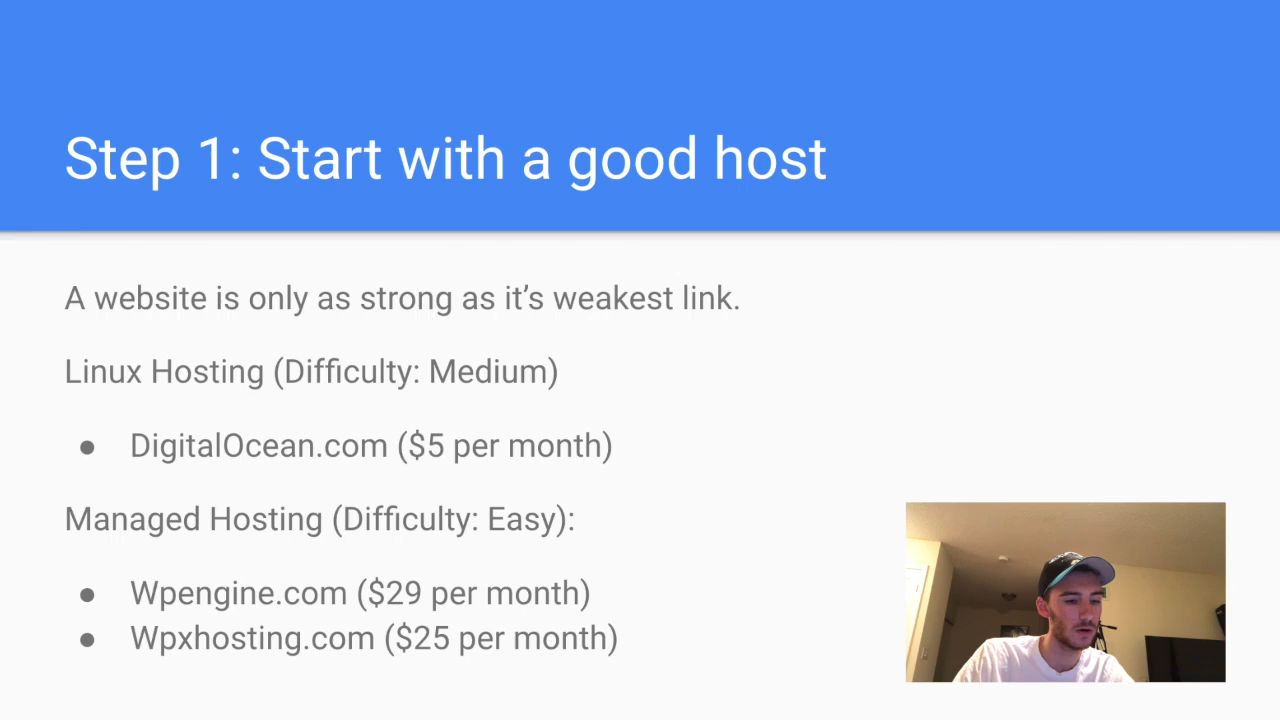 Step 1: Start with a good host
A website is only as strong as it’s weakest link.
Linux Hosting (Difficulty: Medium)
● DigitalOcean.com ($5 per month)
Managed Hosting (Difficulty: Easy):
● Wpengine.com ($29 per month)
● Wpxhosting.com ($25 per month)